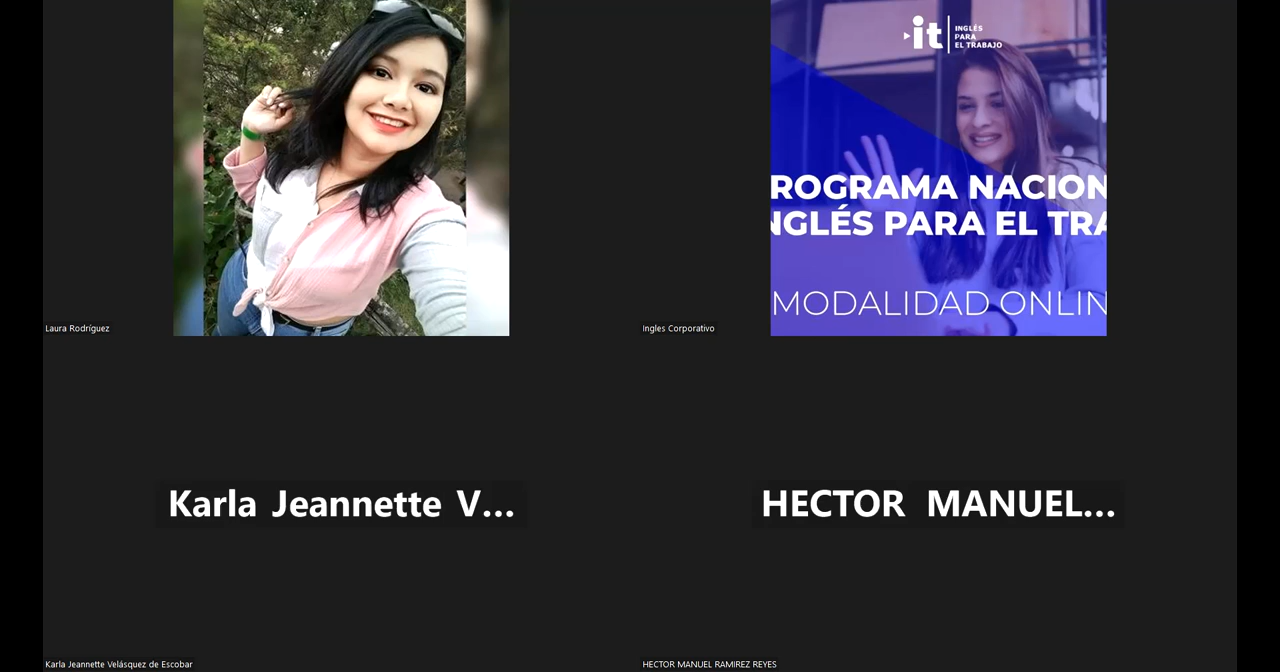 it
INGLÉS
PARA
EL TRABAJO
ROGRAMA NACION
NGLÉS PARA EL TRA
MODALIDAD ONLIN
Laura Rodríguez
Ingles Corporativo
Karla Jeannette V...
HECTOR MANUEL...
Karla Jeannette Velásquez de Escobar
HECTOR MANUEL RAMIREZ REYES